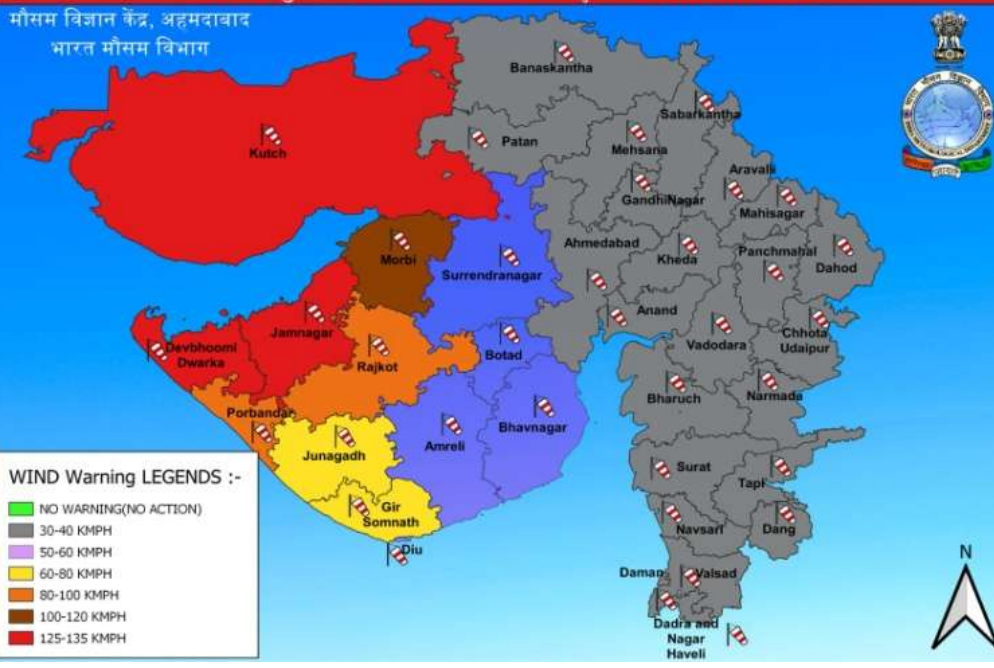 मौसम विज्ञान केंद्र, अहमदाबाद
भारत मौसम विभाग
Banaskantha
Sabarkantha
Patan
Mehsana
Kutch
Aravalli
GandhiNagar
Mahisagar
Ahmedabad
Morbi
Kheda
Panchmahal
Dahod
Surrendranagar
Anand
Jamnagar
Devbhoomi
Dwarka
Rajkot
Botad
Vadodara
Chhota
Udaipur
Bharuch
Narmada
Porbandar
Amreli
Bhavnagar
Junagadh
Surat
Tapi
Gir
Somnath
Navsari
Dang
Diu
Daman
Valsad
Dadra and
Nagar
Haveli
WIND Warning LEGENDS :-
NO WARNING(NO ACTION)
30-40 KMPH
50-60 KMPH
60-80 KMPH
80-100 KMPH
100-120 KMPH
125-135 KMPH
N